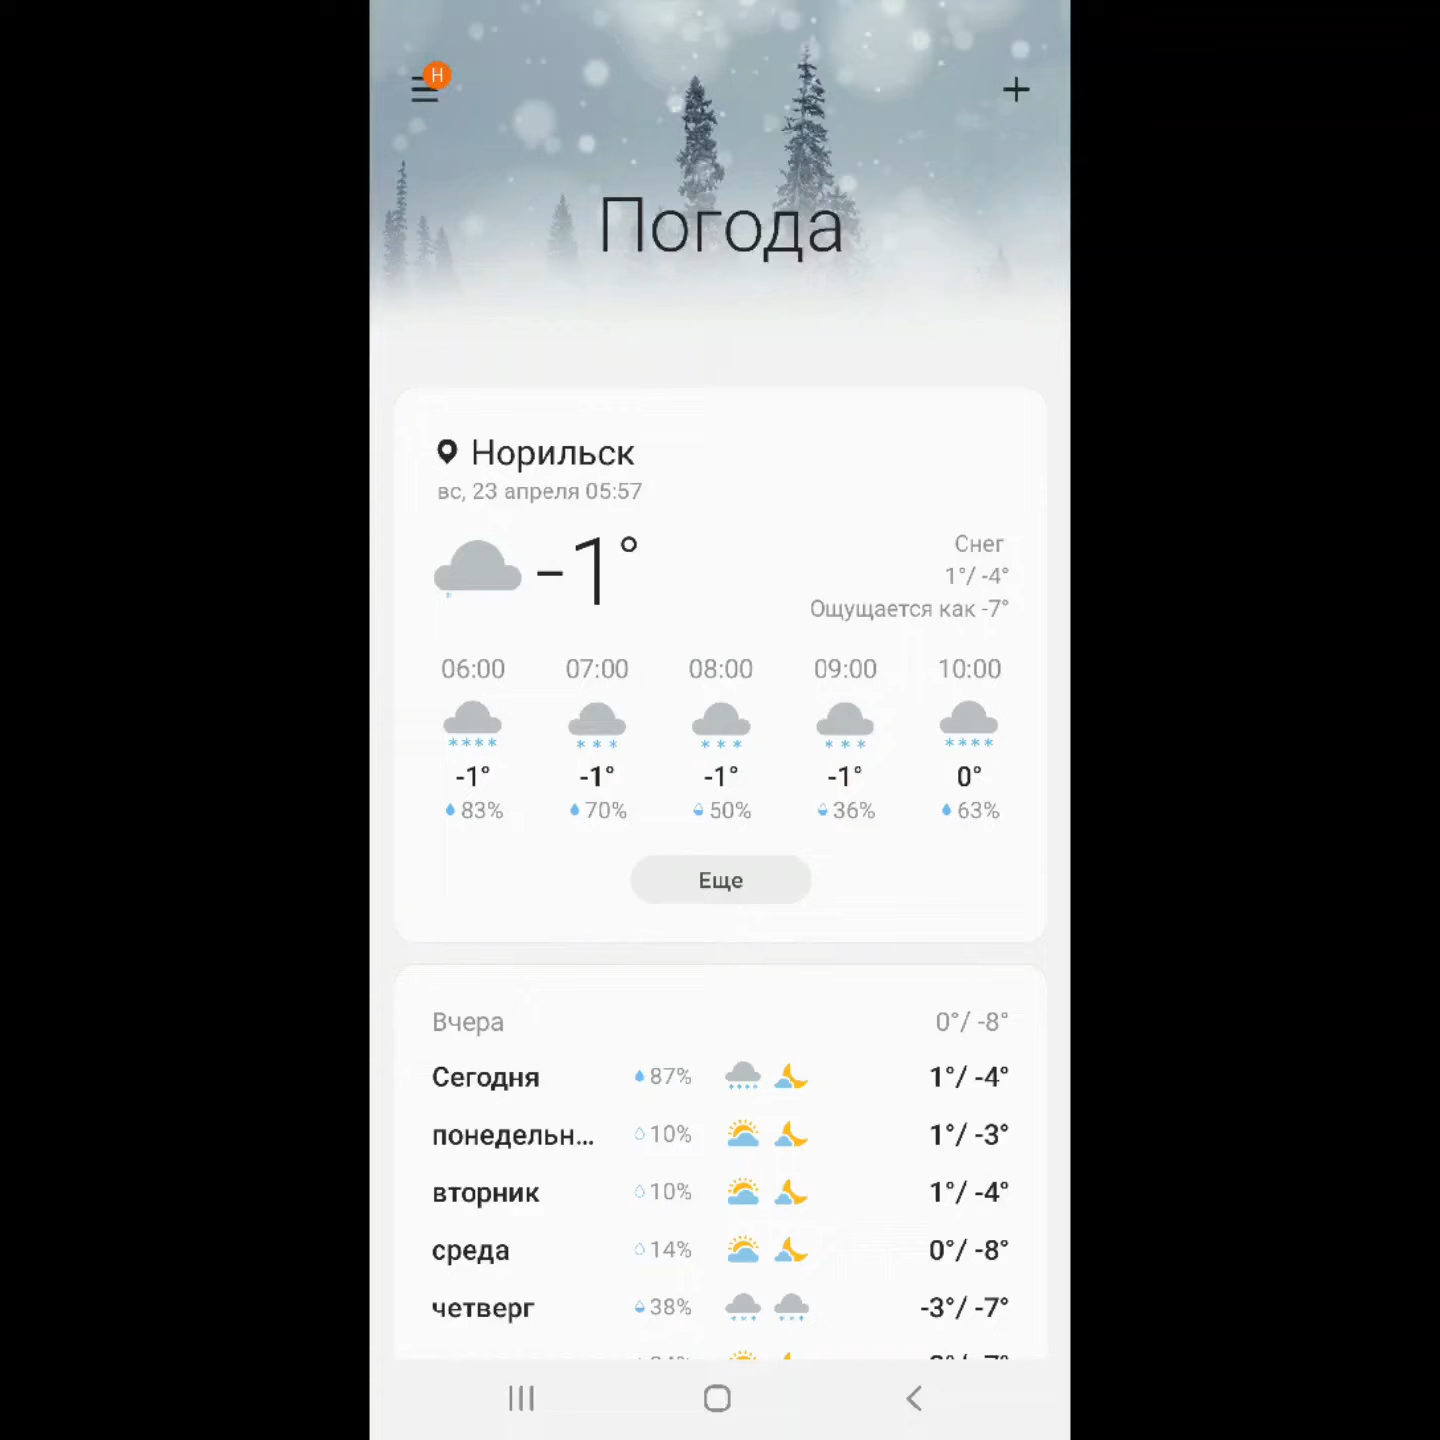 Н
Погода
Норильск
вс, 23 апреля 05:57
-1°
Снег
1°/ -4°
Ощущается как -7°
06:00 07:00 08:00 09:00 10:00
-1° -1° -1° -1° 0°
83% 70% 50% 36% 63%
Еще
Вчера 0°/ -8°
Сегодня 87% 1°/ -4°
понедельн... 10% 1°/ -3°
вторник 10% 1°/ -4°
среда 14% 0°/ -8°
четверг 38% -3°/ -7°